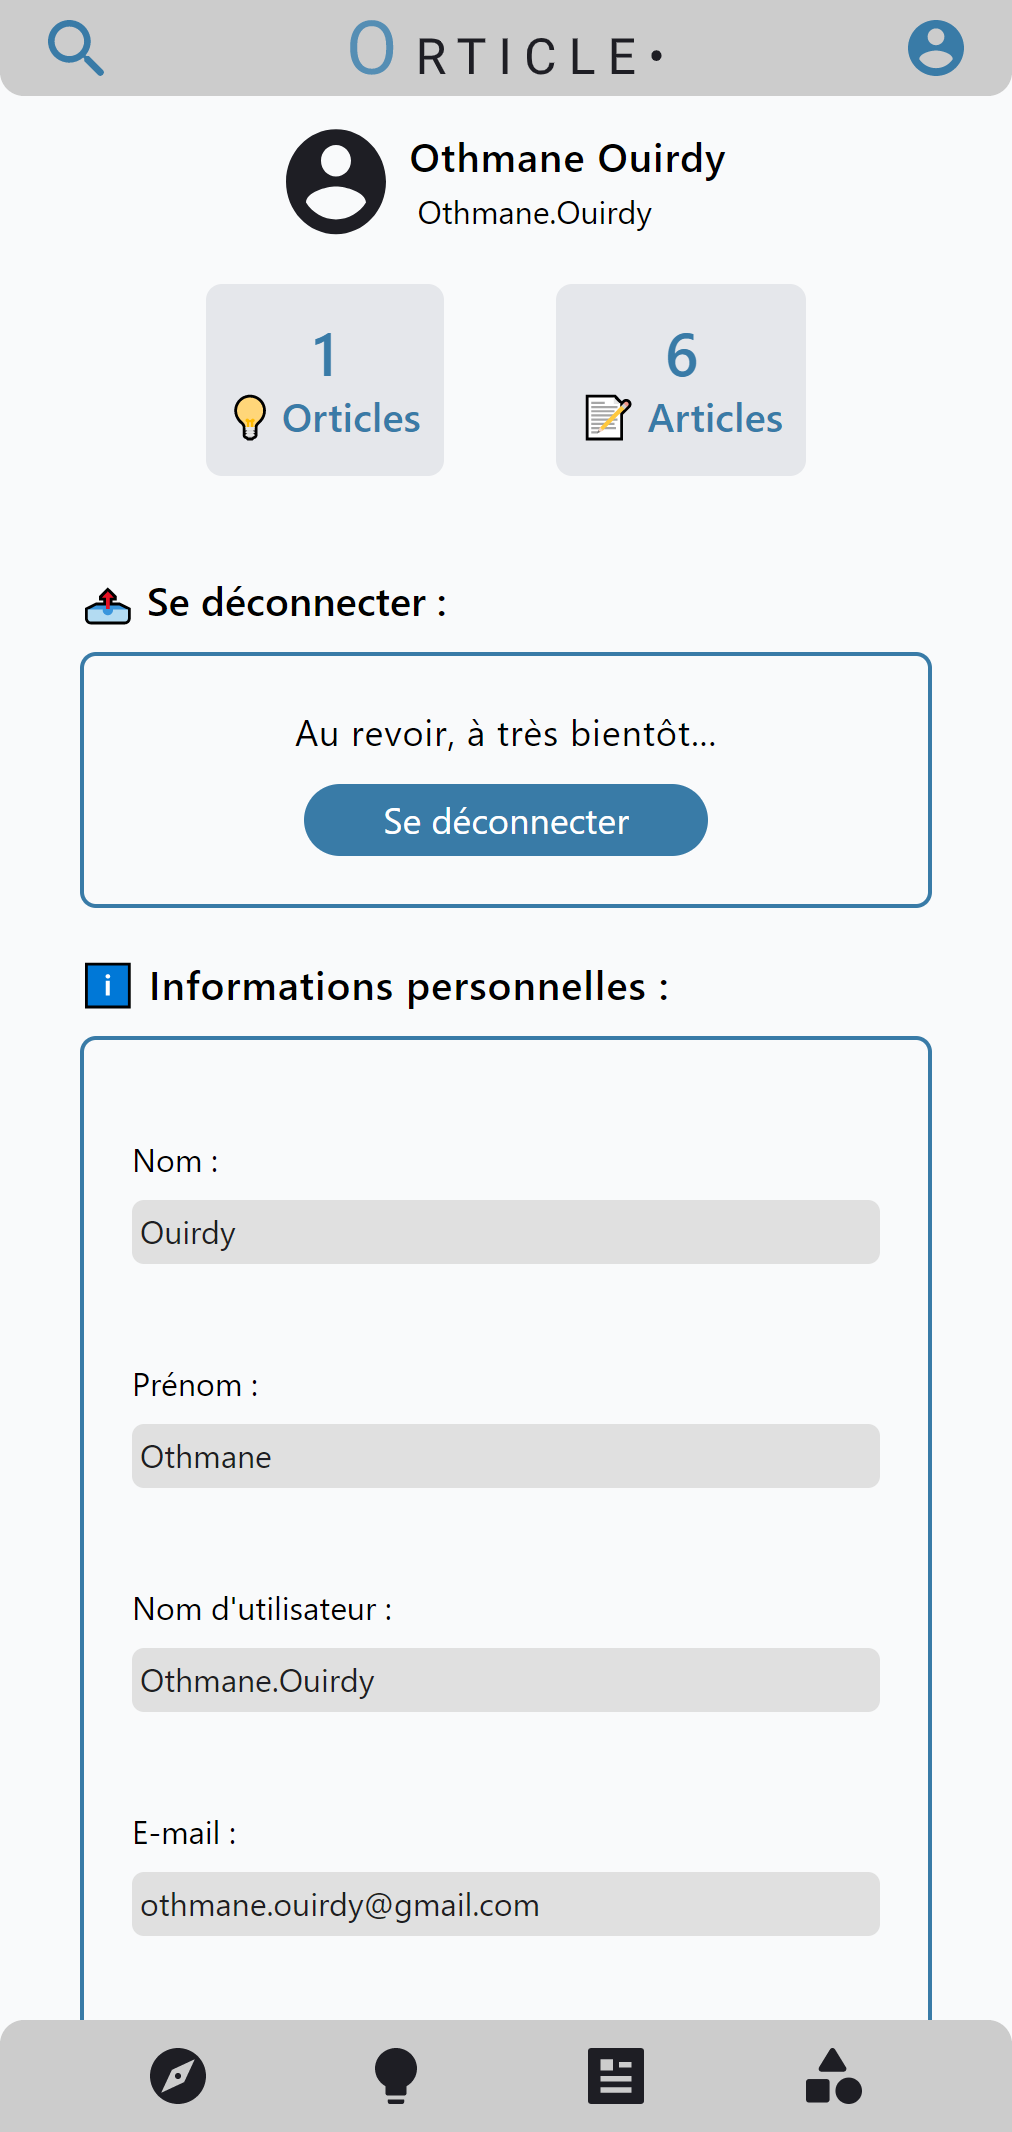 ORTICLE•
Othmane Ouirdy
Othmane.Ouirdy
1
Orticles
6
Articles
Se déconnecter :
Au revoir, à très bientôt...
Se déconnecter
Informations personnelles :
Nom :
Ouirdy
Prénom :
Othmane
Nom d'utilisateur :
Othmane.Ouirdy
E-mail :
othmane.ouirdy@gmail.com